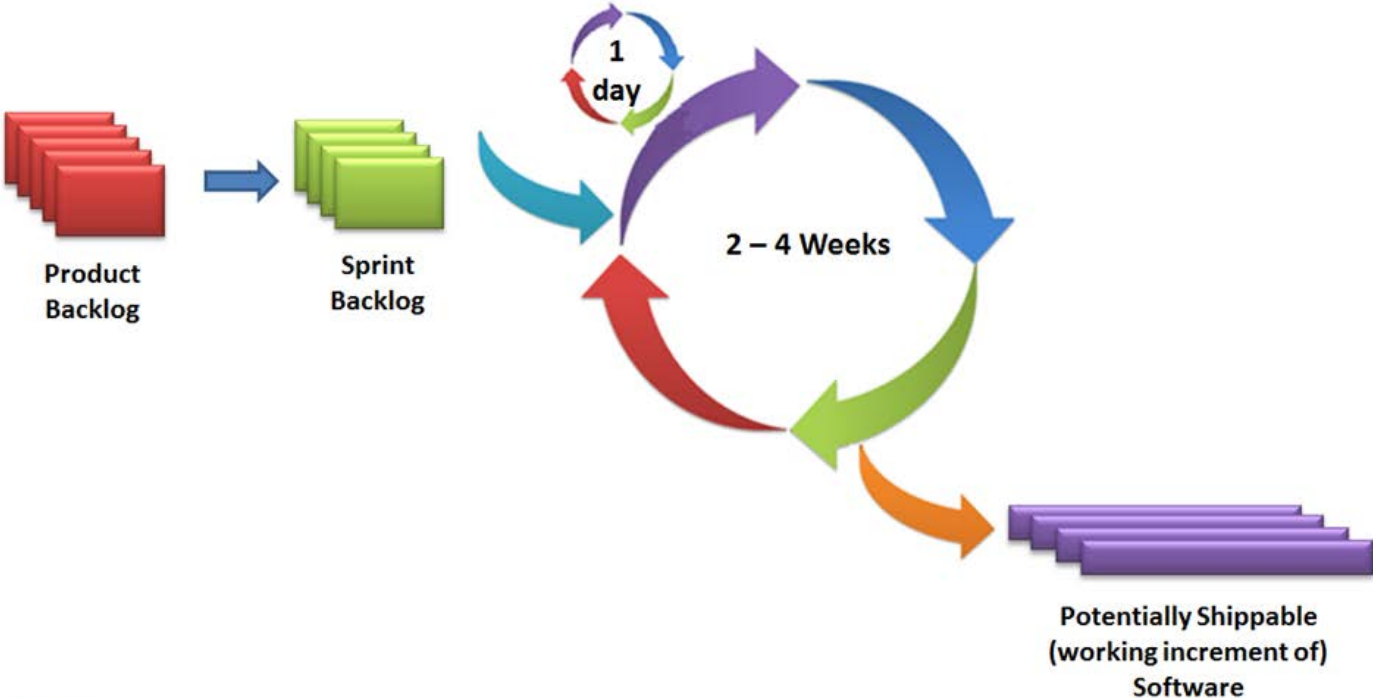 1
day
Product
Backlog
Sprint
Backlog
2 – 4 Weeks
Potentially Shippable
(working increment of)
Software